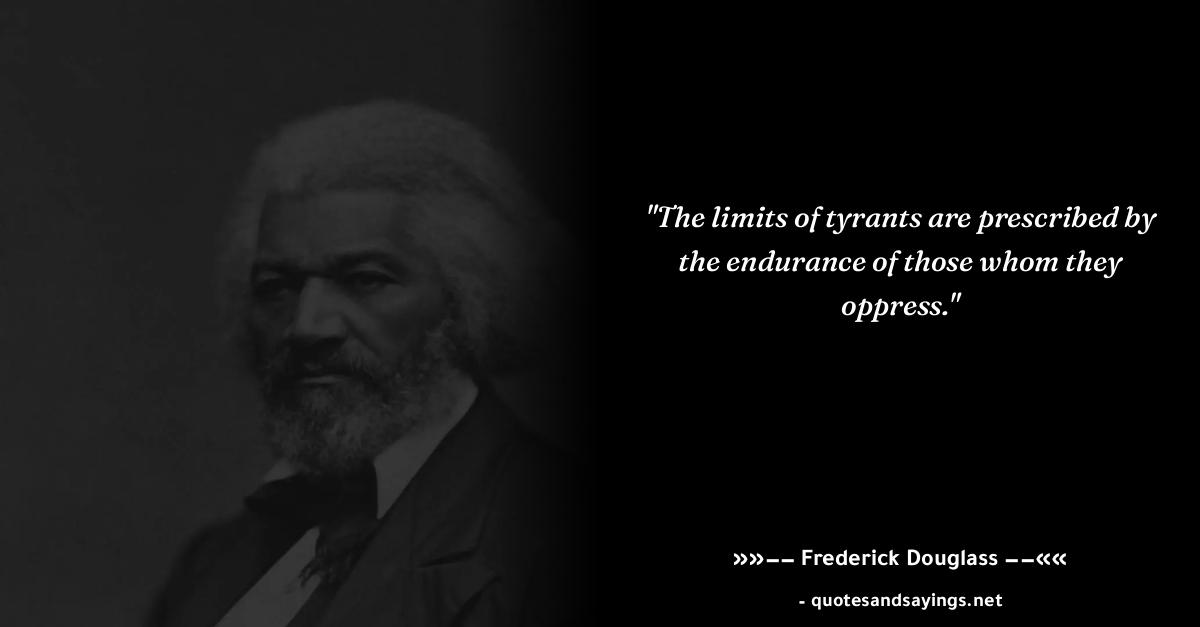 "The limits of tyrants are prescribed by
the endurance of those whom they
oppress."
»»−− Frederick Douglass −−««
- quotesandsayings.net